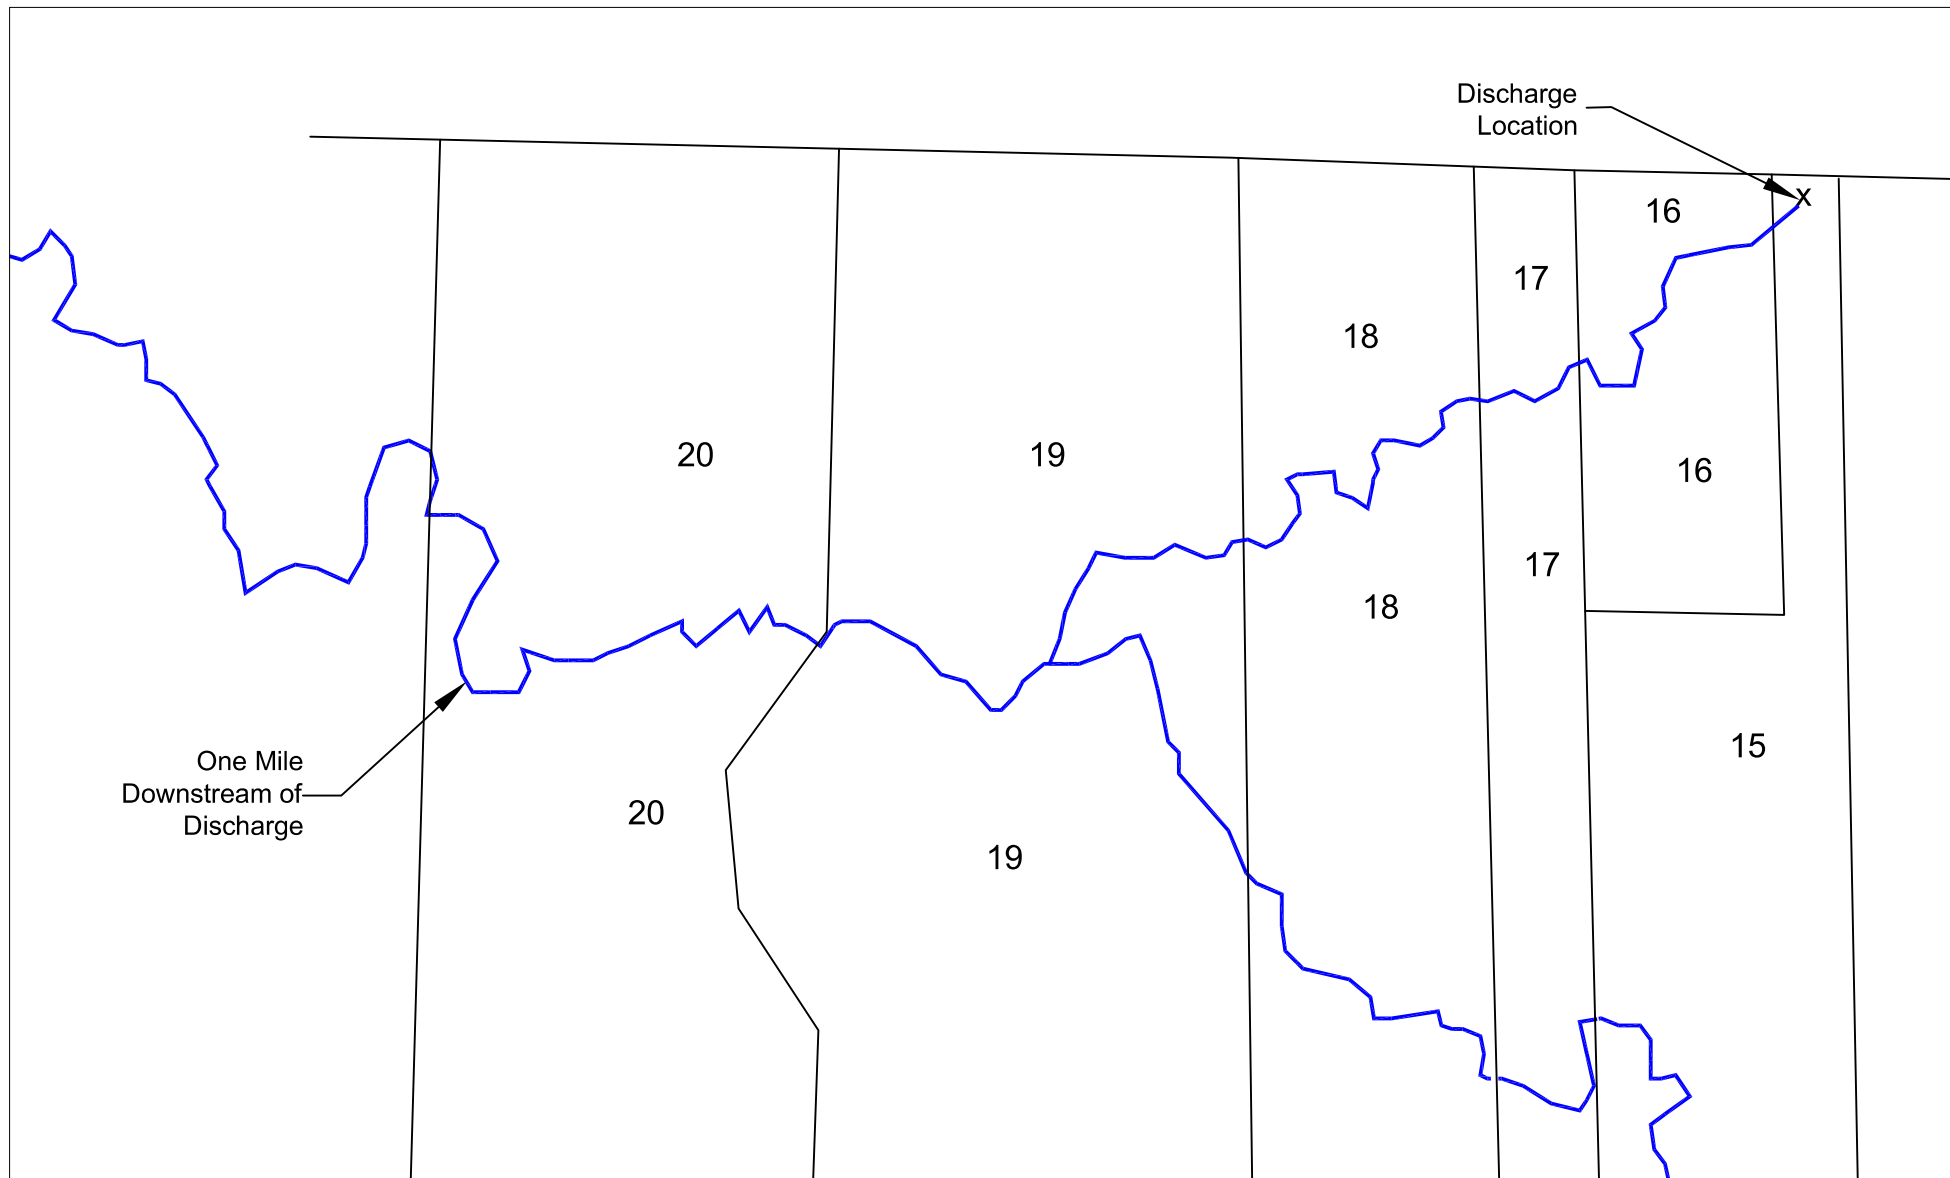 Discharge
Location
X
16
17
18
20
19
16
17
18
15
One Mile
Downstream of
Discharge
20
19